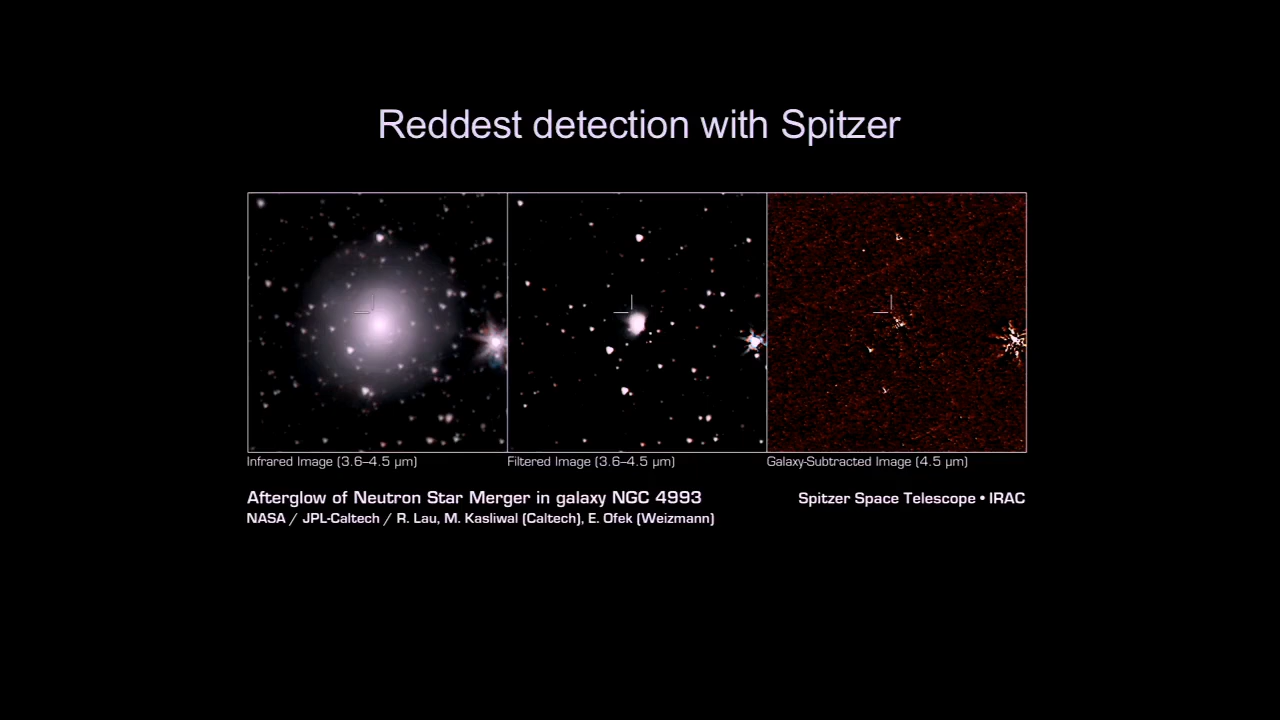 Reddest detection with Spitzer
Infrared Image (3.6–4.5 µm)
Filtered Image (3.6–4.5 µm)
Galaxy-Subtracted Image (4.5 µm)
Afterglow of Neutron Star Merger in galaxy NGC 4993
Spitzer Space Telescope • IRAC
NASA / JPL-Caltech / R. Lau, M. Kasliwal (Caltech), E. Ofek (Weizmann)